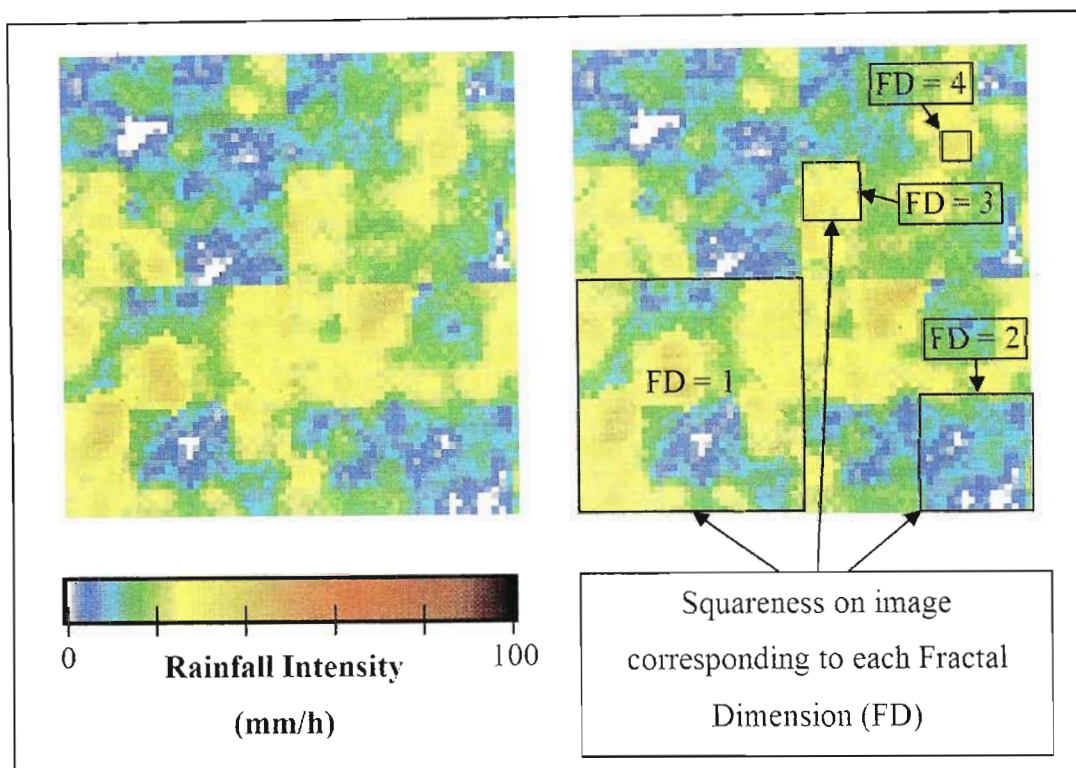 FD = 4
FD = 3
FD = 2
FD = 1
0
100
Rainfall Intensity
(mm/h)
Squareness on image
corresponding to each Fractal
Dimension (FD)